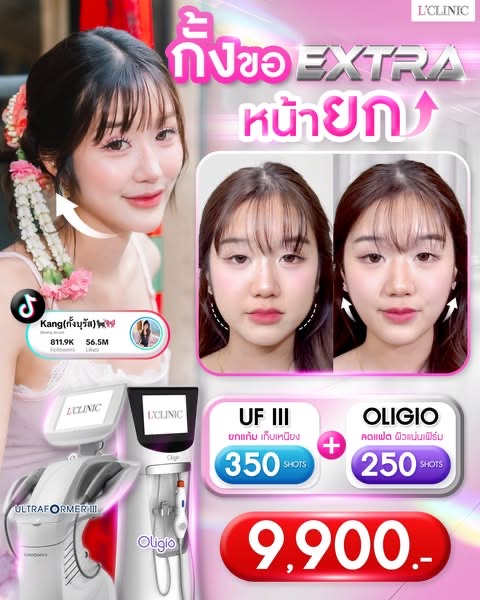 L'CLINIC
กั้งขอ EXTRA
หน้ายก
Kang(กั้งบุรัส)🐈‍⬛🎀
811.9K 56.5M
Followers Likes
L'CLINIC
L'CLINIC
Oligio
ULTRAFORMER III
Oligio
UF III
ยกแก้ม เก็บเหนียง
350 SHOTS
+
OLIGIO
ลดแฟต ผิวแน่นเฟิร์ม
250 SHOTS
9,900.-